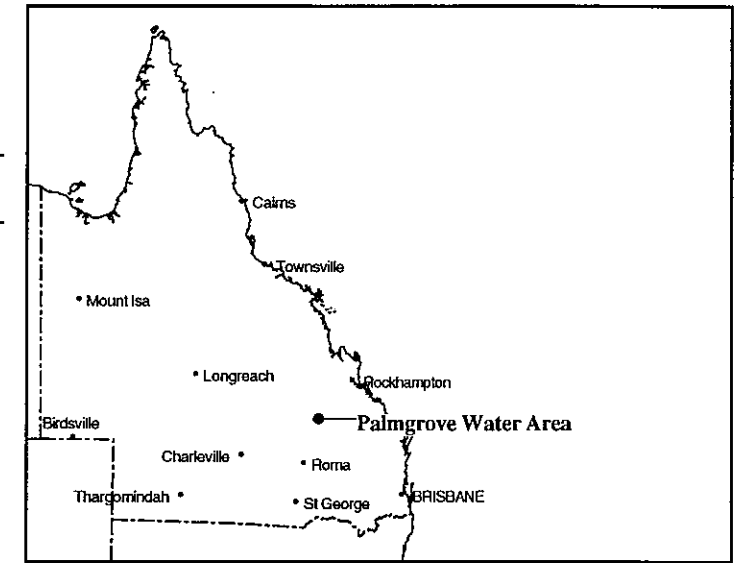 Cairns
Townsville
Mount Isa
Longreach
Rockhampton
Birdsville
Palmgrove Water Area
Charleville
Roma
Thargomindah
St George
BRISBANE